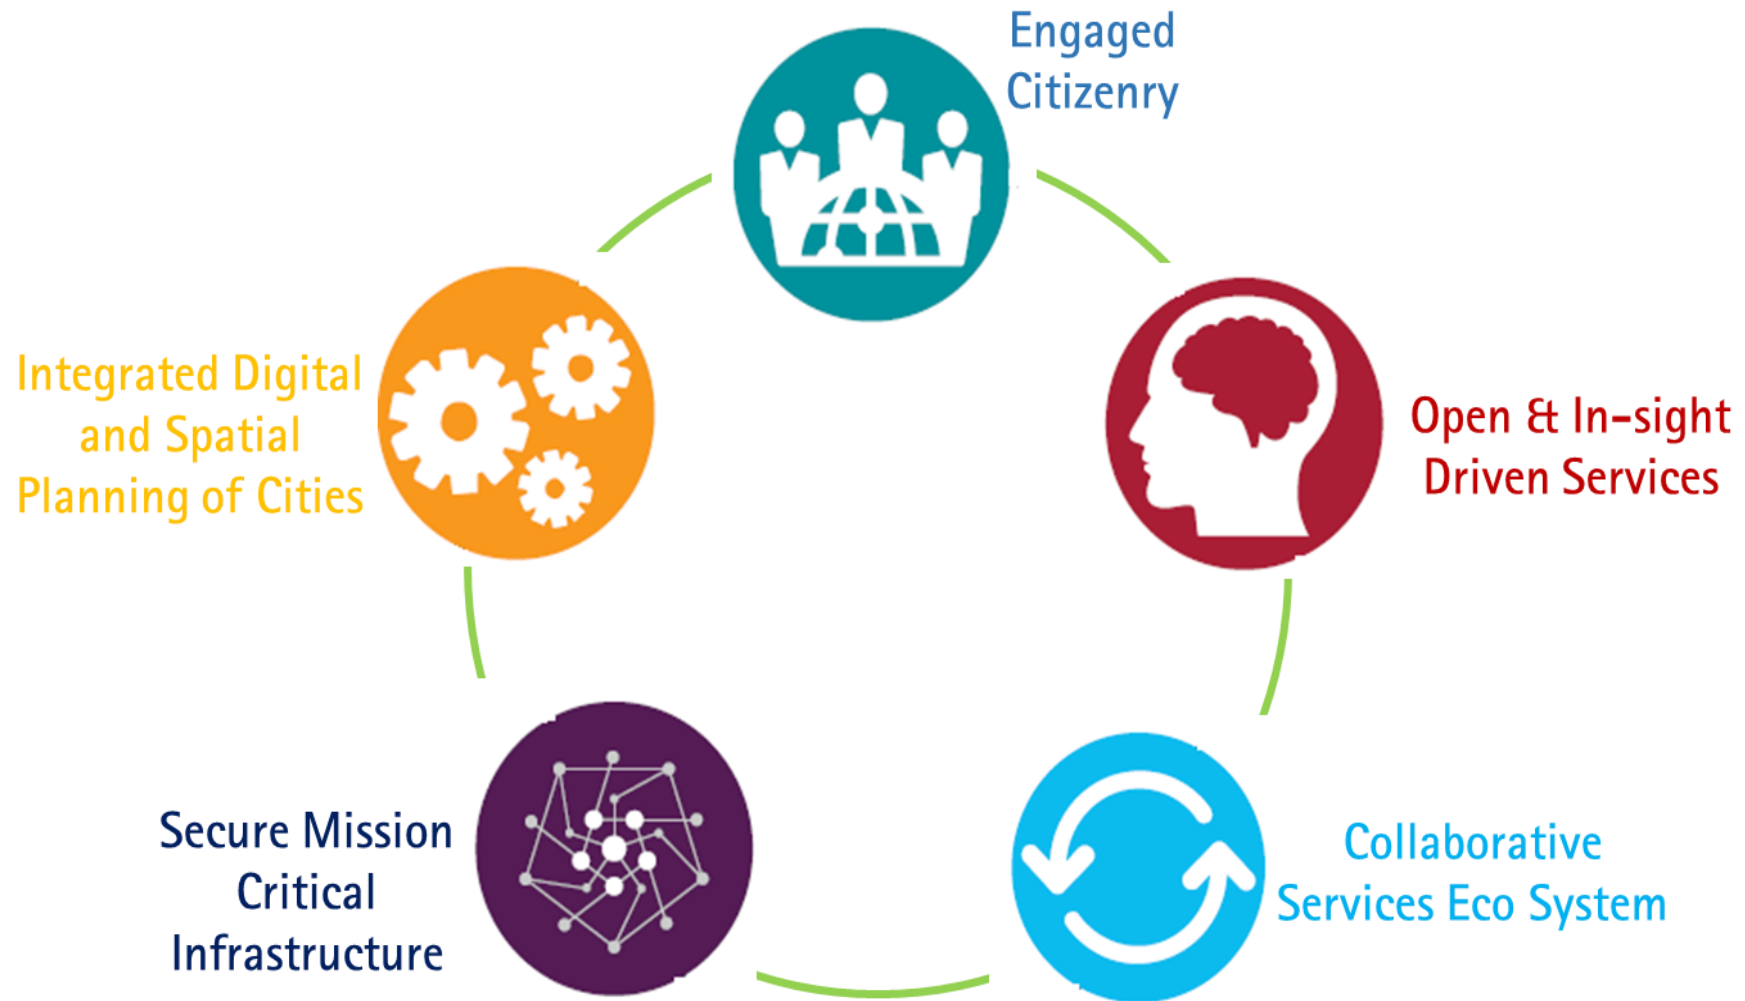 Engaged
Citizenry
Integrated Digital
and Spatial
Planning of Cities
Open & In-sight
Driven Services
Secure Mission
Critical
Infrastructure
Collaborative
Services Eco System